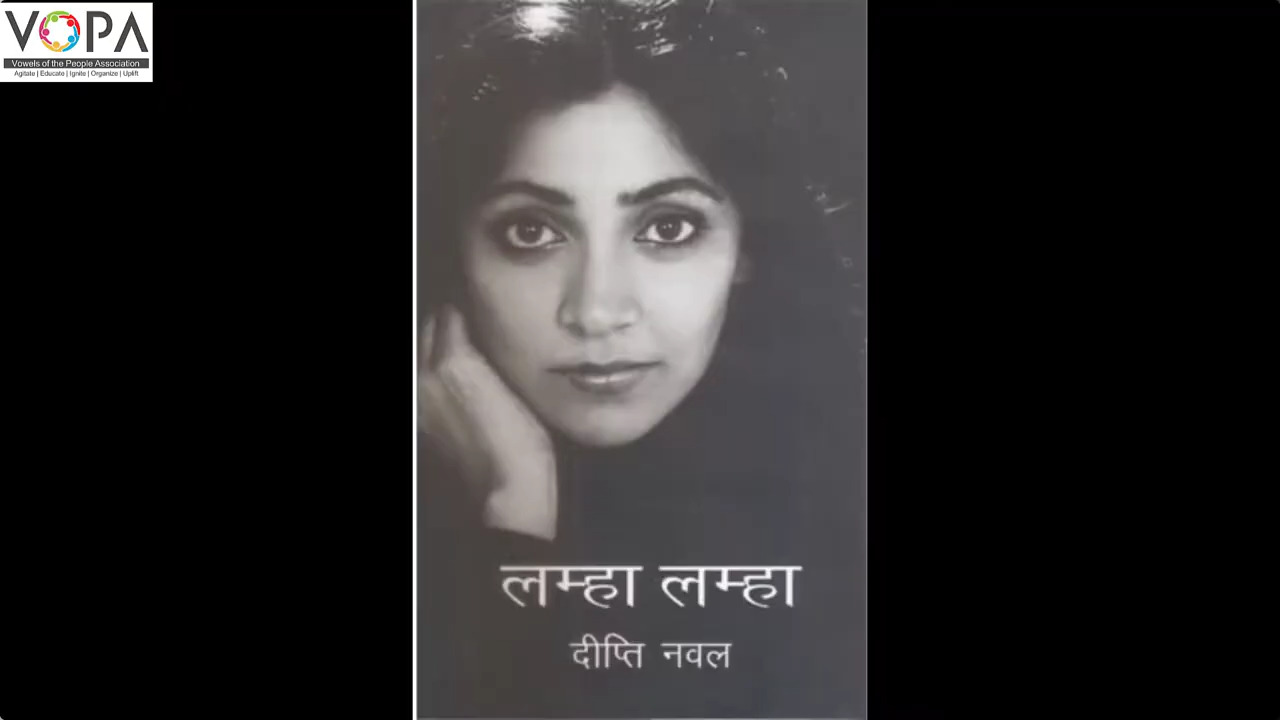 VOPA
Vowels of the People Association
Agitate | Educate | Ignite | Organize | Uplift
लम्हा लम्हा
दीप्ति नवल